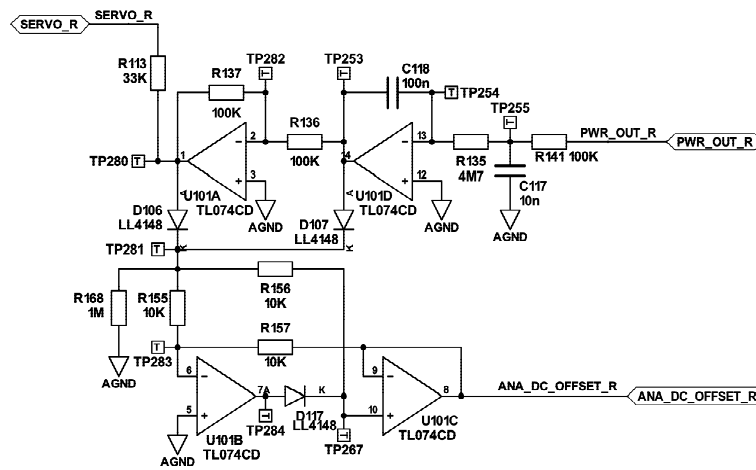 SERVO_R
SERVO_R
R113
33K
R137
100K
TP282
TP253
C118
100n
TP254
TP255
R136
100K
R135
4M7
R141
100K
PWR_OUT_R
PWR_OUT_R
TP280
T
T
T
T
T
1
2
3
−
+
U101A
TL074CD
AGND
14
13
12
−
+
U101D
TL074CD
AGND
C117
10n
AGND
A
D106
LL4148
K
A
D107
LL4148
K
TP281
T
R168
1M
AGND
R155
10K
R156
10K
R157
10K
TP283
T
6
5
−
+
7
A
K
D117
LL4148
TP284
T
U101B
TL074CD
AGND
9
10
−
+
8
U101C
TL074CD
TP267
T
ANA_DC_OFFSET_R
ANA_DC_OFFSET_R